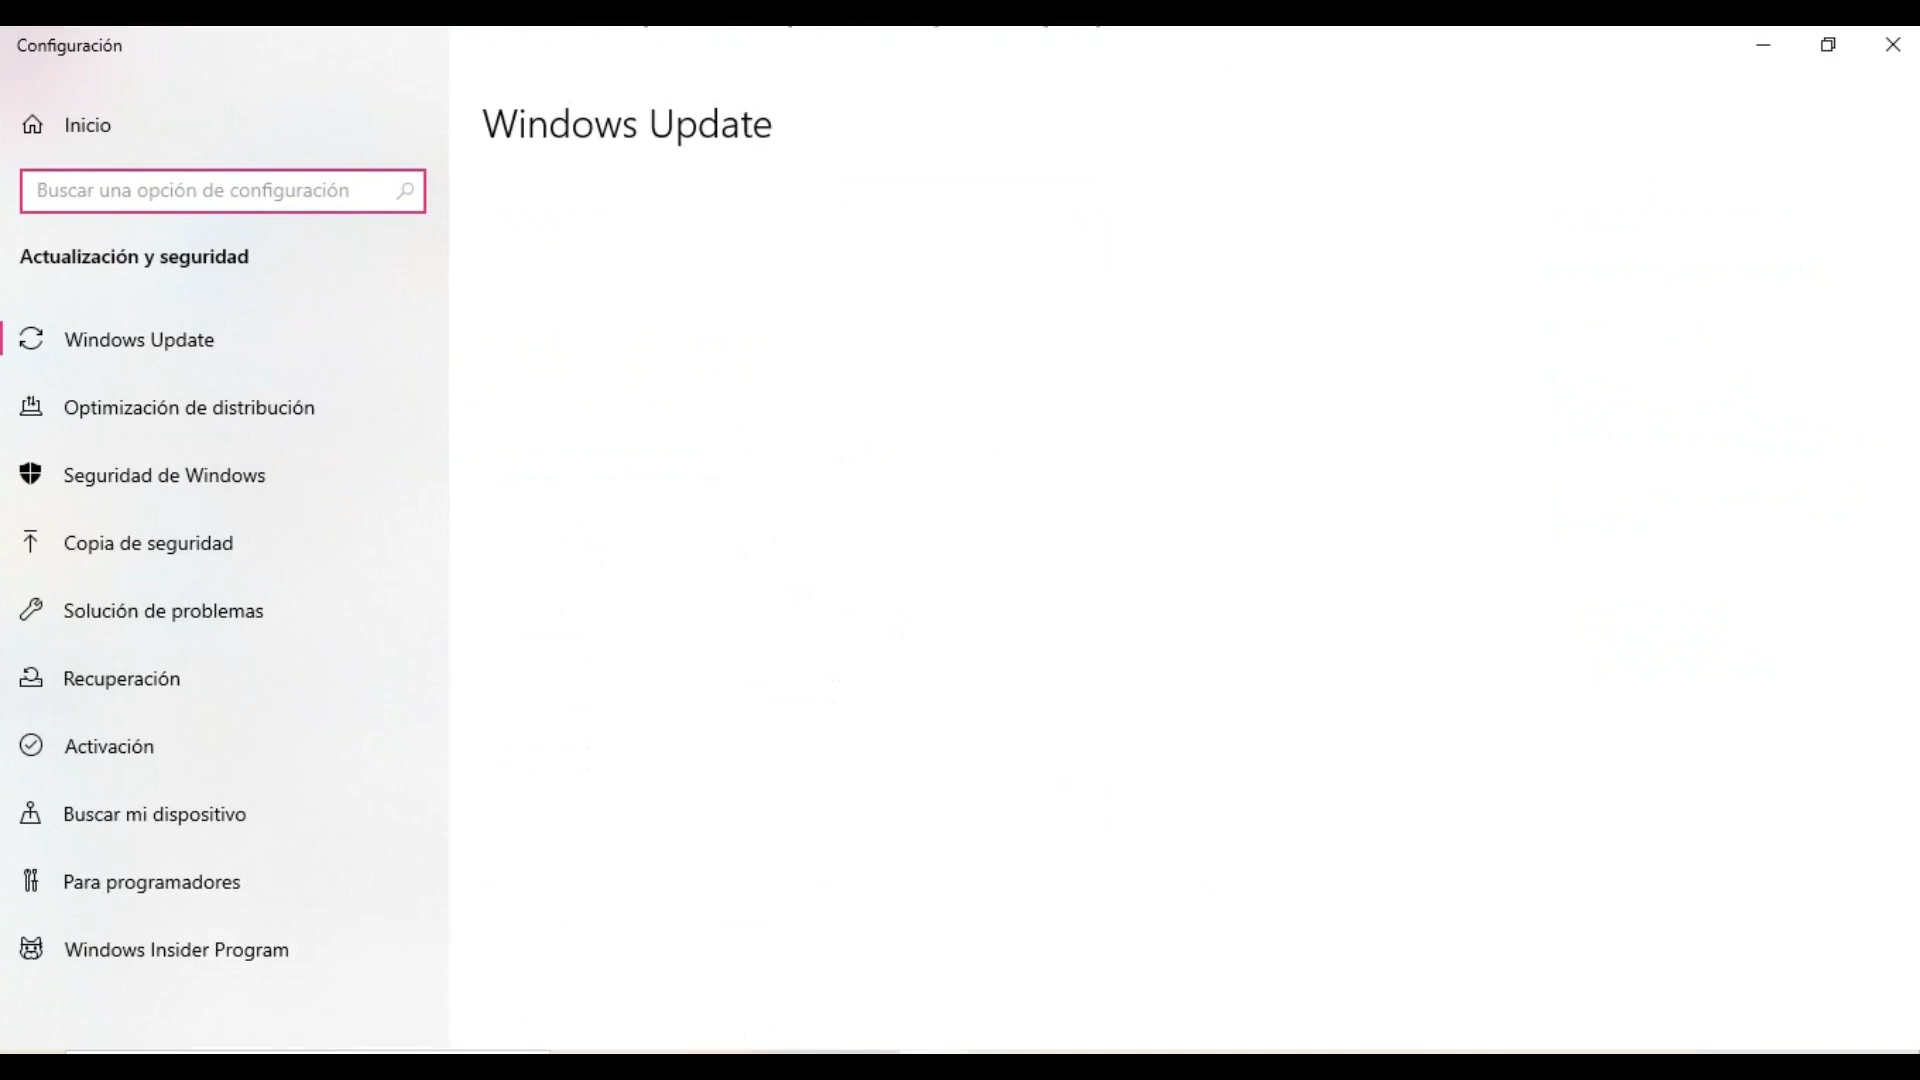 Configuración
Inicio
Buscar una opción de configuración
Actualización y seguridad
Windows Update
Optimización de distribución
Seguridad de Windows
Copia de seguridad
Solución de problemas
Recuperación
Activación
Buscar mi dispositivo
Para programadores
Windows Insider Program
Windows Update